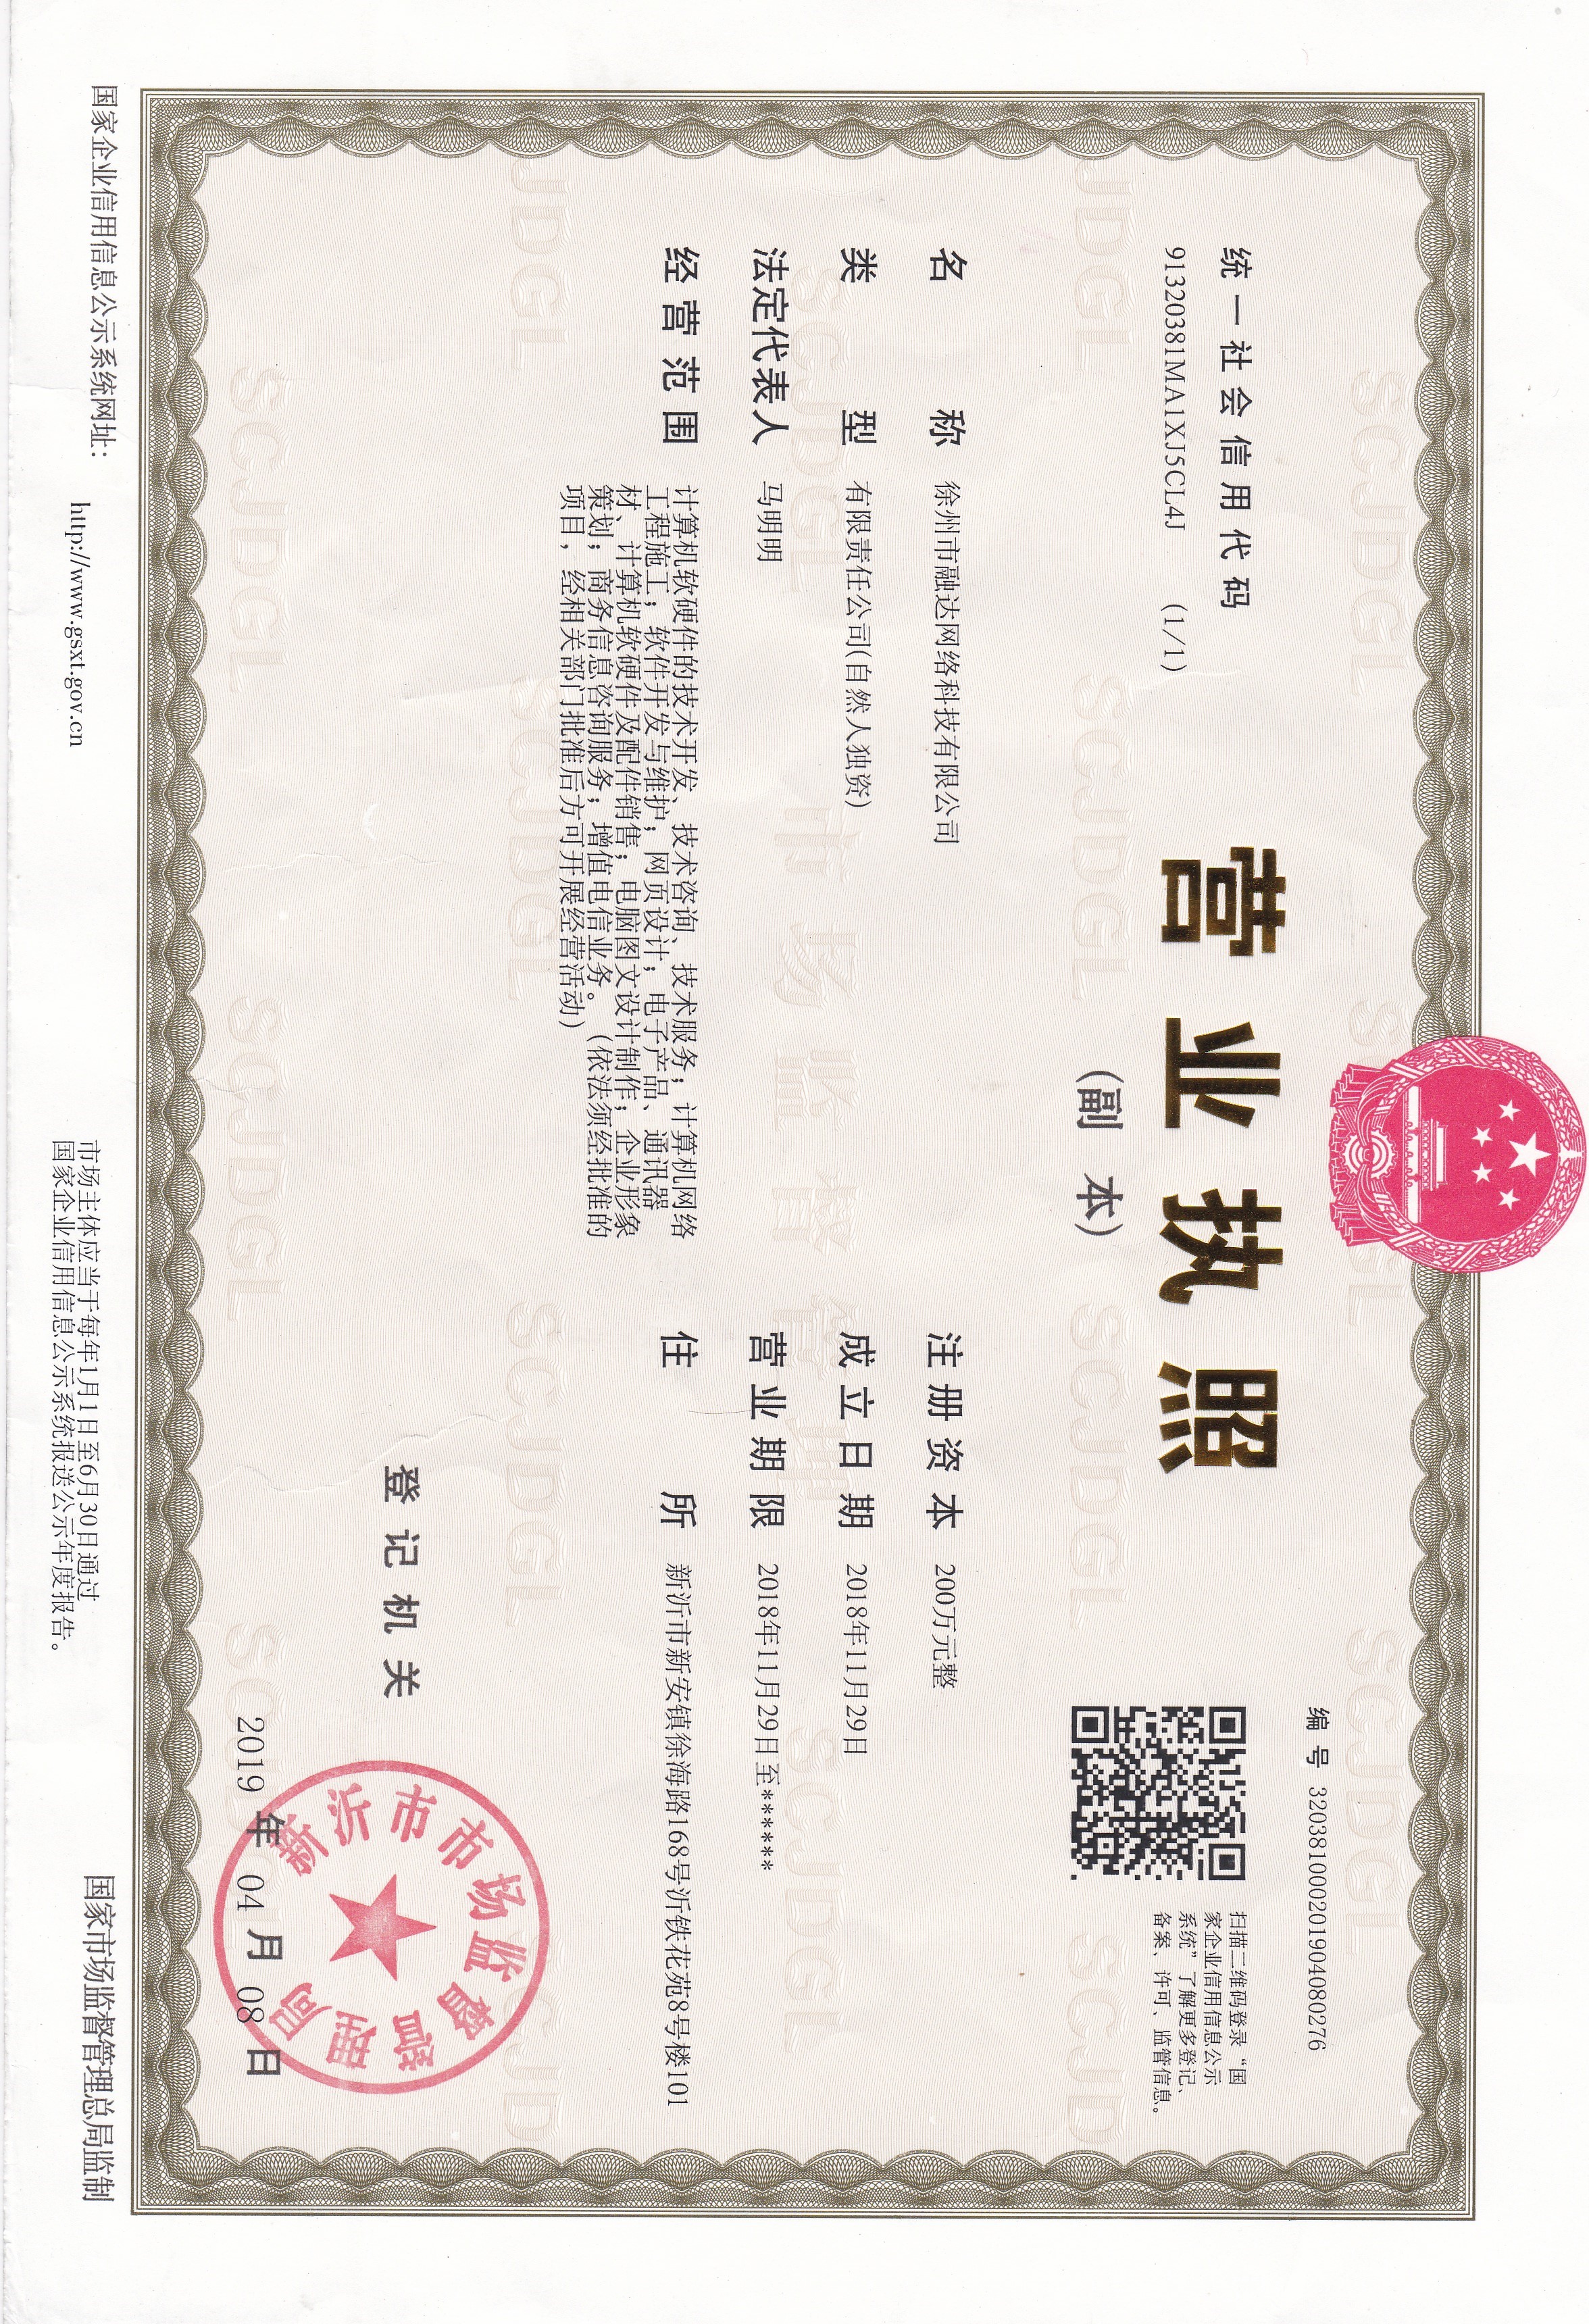 编 号 320381000201904080276
统一社会信用代码
91320381MA1XJ5CL4J (1/1)
营业执照
(副 本)
扫描二维码登录“国
家企业信用信息公示
系统”了解更多登记、
备案、许可、监管信息。
名 称 徐州市融达网络科技有限公司
类 型 有限责任公司(自然人独资)
法定代表人 马明明
经营范围 计算机软硬件的技术开发、技术咨询、技术服务；计算机网络
工程施工；软件开发与维护；网页设计；电子产品、通讯器
材、计算机软硬件及配件销售；电脑图文设计制作；企业形象
策划；商务信息咨询服务；增值电信业务。（依法须经批准的
项目，经相关部门批准后方可开展经营活动）
注册资本 200万元整
成立日期 2018年11月29日
营业期限 2018年11月29日至******
住 所 新沂市新安镇徐海路168号沂铁花苑8号楼101
登记机关
新沂市市场监督管理局
2019 年 04 月 08 日
国家企业信用信息公示系统网址：
http://www.gsxt.gov.cn
市场主体应当于每年1月1日至6月30日通过
国家企业信用信息公示系统报送公示年度报告。
国家市场监督管理总局监制